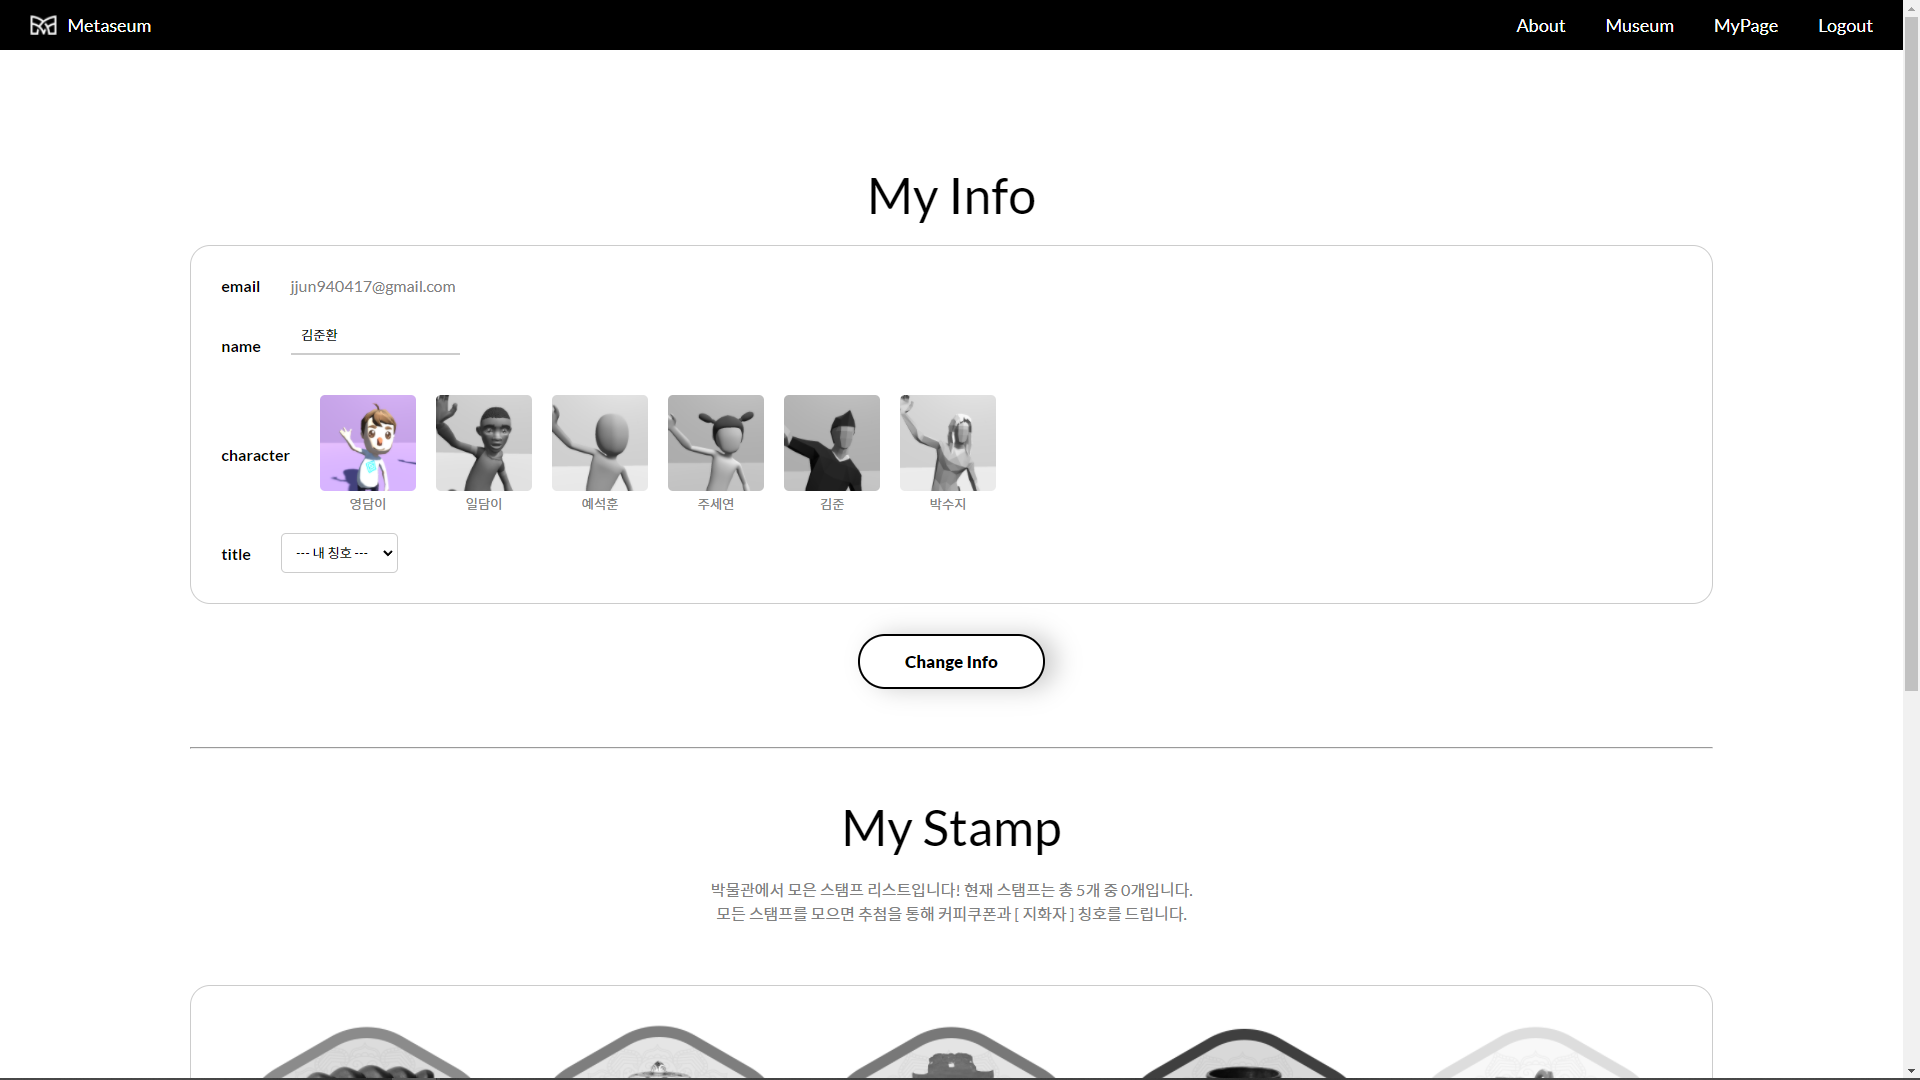 Metaseum
About Museum MyPage Logout
My Info
email jjun940417@gmail.com
name 김준환
character
영담이 일담이 예석훈 주세연 김준 박수지
title --- 내 칭호 ---
Change Info
My Stamp
박물관에서 모은 스탬프 리스트입니다! 현재 스탬프는 총 5개 중 0개입니다.
모든 스탬프를 모으면 추첨을 통해 커피쿠폰과 [ 지화자 ] 칭호를 드립니다.